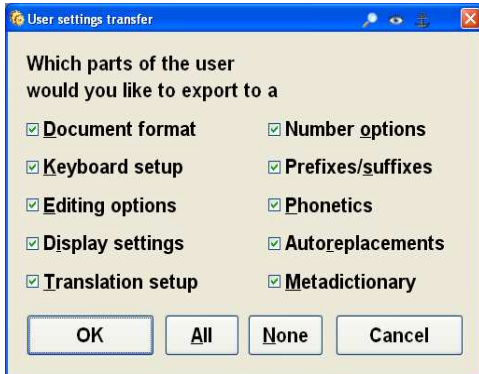 User settings transfer
Which parts of the user
would you like to export to a
Document format
Number options
Keyboard setup
Prefixes/suffixes
Editing options
Phonetics
Display settings
Autoreplacements
Translation setup
Metadictionary
OK
All
None
Cancel